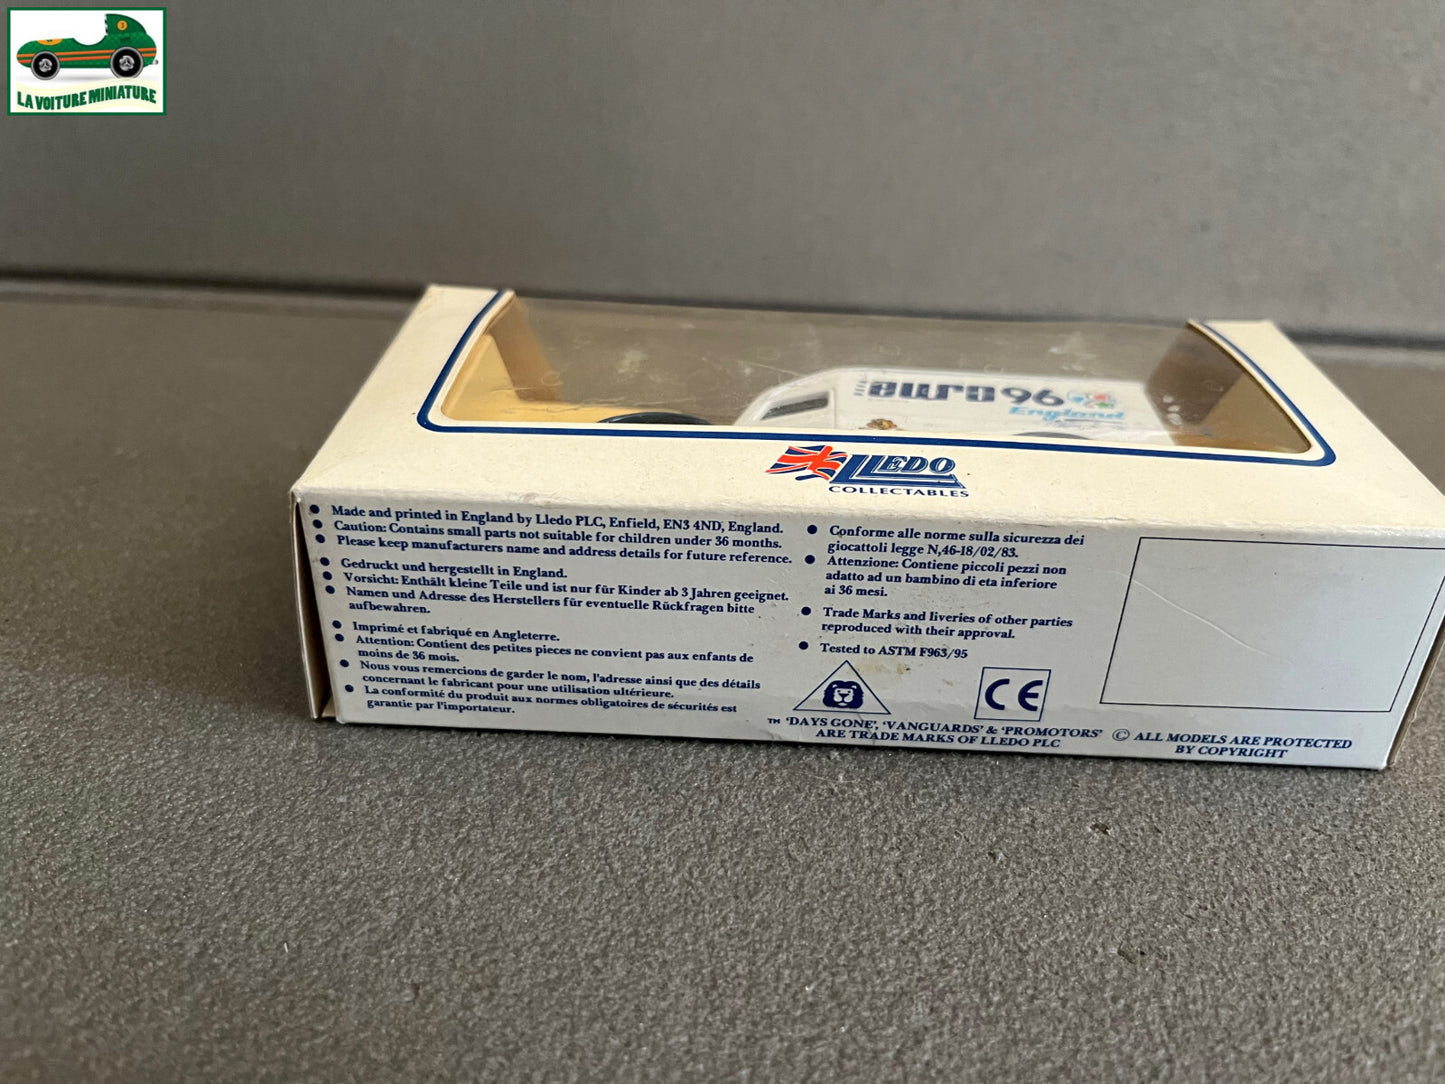 LA VOITURE MINIATURE
euro96
England
LLEDO
COLLECTABLES
• Made and printed in England by Lledo PLC, Enfield, EN3 4ND, England.
• Caution: Contains small parts not suitable for children under 36 months.
• Please keep manufacturers name and address details for future reference.
• Gedruckt und hergestellt in England.
• Vorsicht: Enthält kleine Teile und ist nur für Kinder ab 3 Jahren geeignet.
• Namen und Adresse des Herstellers für eventuelle Rückfragen bitte
aufbewahren.
• Imprimé et fabriqué en Angleterre.
• Attention: Contient des petites pieces ne convient pas aux enfants de
moins de 36 mois.
• Nous vous remercions de garder le nom, l'adresse ainsi que des détails
concernant le fabricant pour une utilisation ultérieure.
• La conformité du produit aux normes obligatoires de sécurités est
garantie par l'importateur.
• Conforme alle norme sulla sicurezza dei
giocattoli legge N,46-18/02/83.
• Attenzione: Contiene piccoli pezzi non
adatto ad un bambino di eta inferiore
ai 36 mesi.
• Trade Marks and liveries of other parties
reproduced with their approval.
• Tested to ASTM F963/95
CE
™ 'DAYS GONE', 'VANGUARDS' & 'PROMOTORS'
ARE TRADE MARKS OF LLEDO PLC
© ALL MODELS ARE PROTECTED
BY COPYRIGHT